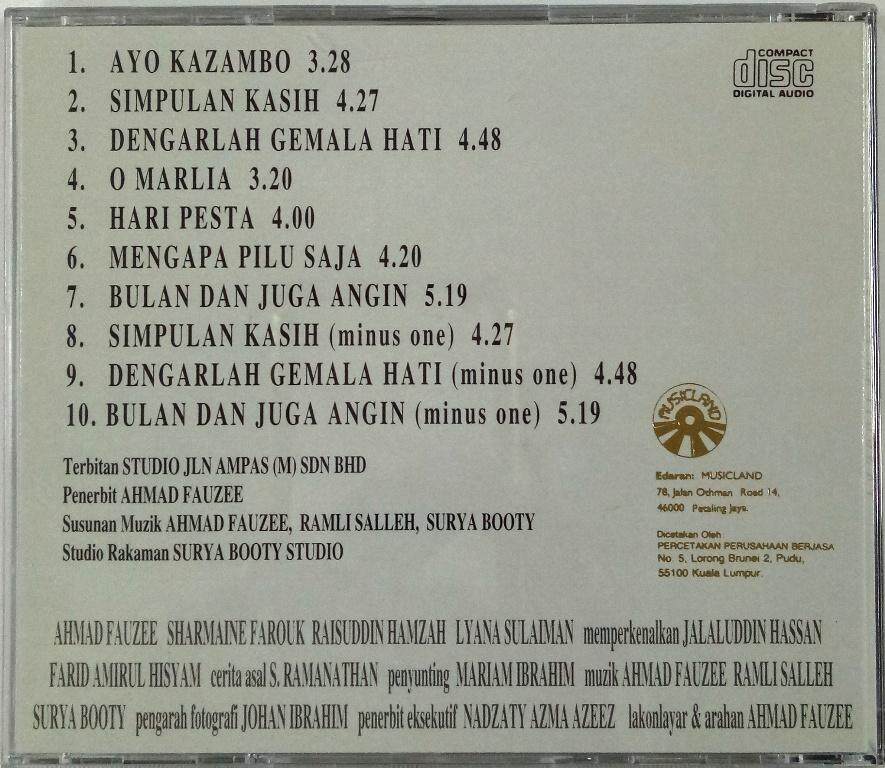 1. AYO KAZAMBO 3.28
COMPACT
disc
DIGITAL AUDIO
2. SIMPULAN KASIH 4.27
3. DENGARLAH GEMALA HATI 4.48
4. O MARLIA 3.20
5. HARI PESTA 4.00
6. MENGAPA PILU SAJA 4.20
7. BULAN DAN JUGA ANGIN 5.19
8. SIMPULAN KASIH (minus one) 4.27
9. DENGARLAH GEMALA HATI (minus one) 4.48
10. BULAN DAN JUGA ANGIN (minus one) 5.19
Terbitan STUDIO JLN AMPAS (M) SDN BHD
Penerbit AHMAD FAUZEE
Susunan Muzik AHMAD FAUZEE, RAMLI SALLEH, SURYA BOOTY
Studio Rakaman SURYA BOOTY STUDIO
MUSICLAND
Edaran: MUSICLAND
78, Jalan Othman Road 14,
46000 Petaling Jaya.
Dicetakan Oleh
PERCETAKAN PERUSAHAAN BERJASA
No. 5, Lorong Brunei 2, Pudu,
55100 Kuala Lumpur.
AHMAD FAUZEE SHARMAINE FAROUK RAISUDDIN HAMZAH LYANA SULAIMAN memperkenalkan JALALUDDIN HASSAN
FARID AMIRUL HISYAM cerita asal S. RAMANATHAN penyunting MARIAM IBRAHIM muzik AHMAD FAUZEE RAMLI SALLEH
SURYA BOOTY pengarah fotografi JOHAN IBRAHIM penerbit eksekutif NADZATY AZMA AZEEZ lakonlayar & arahan AHMAD FAUZEE